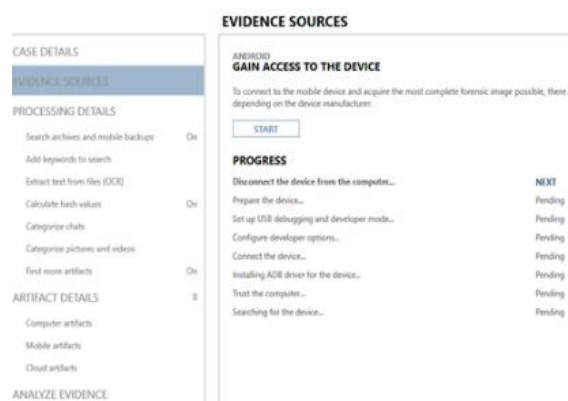 EVIDENCE SOURCES
CASE DETAILS
EVIDENCE SOURCES
PROCESSING DETAILS
Search archives and mobile backups On
Add keywords to search
Extract text from files (OCR)
Calculate hash values On
Categorize chats
Categorize pictures and videos
Find more artifacts On
ARTIFACT DETAILS 0
Computer artifacts
Mobile artifacts
Cloud artifacts
ANALYZE EVIDENCE
ANDROID
GAIN ACCESS TO THE DEVICE
To connect to the mobile device and acquire the most complete forensic image possible, there
depending on the device manufacturer.
START
PROGRESS
Disconnect the device from the computer... NEXT
Prepare the device... Pending
Set up USB debugging and developer mode... Pending
Configure developer options... Pending
Connect the device... Pending
Installing ADB driver for the device... Pending
Trust the computer... Pending
Searching for the device... Pending